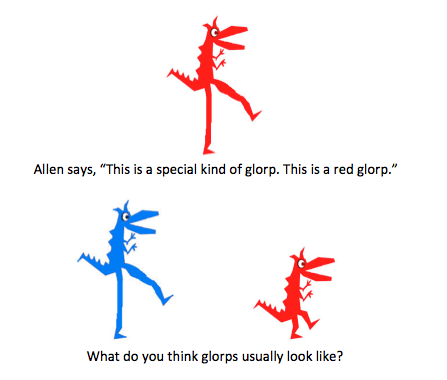 Allen says, “This is a special kind of glorp. This is a red glorp.”
What do you think glorps usually look like?